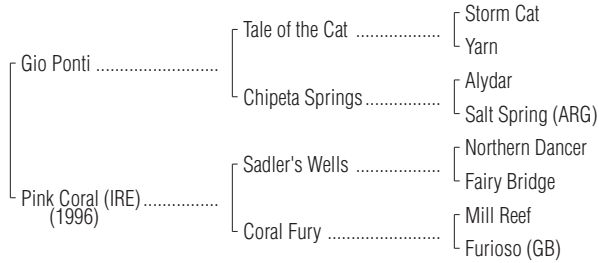 Storm Cat
Tale of the Cat ..................
Yarn
Gio Ponti ..........................
Alydar
Chipeta Springs................
Salt Spring (ARG)
Northern Dancer
Sadler's Wells ..................
Fairy Bridge
Pink Coral (IRE)................
(1996)
Mill Reef
Coral Fury ........................
Furioso (GB)